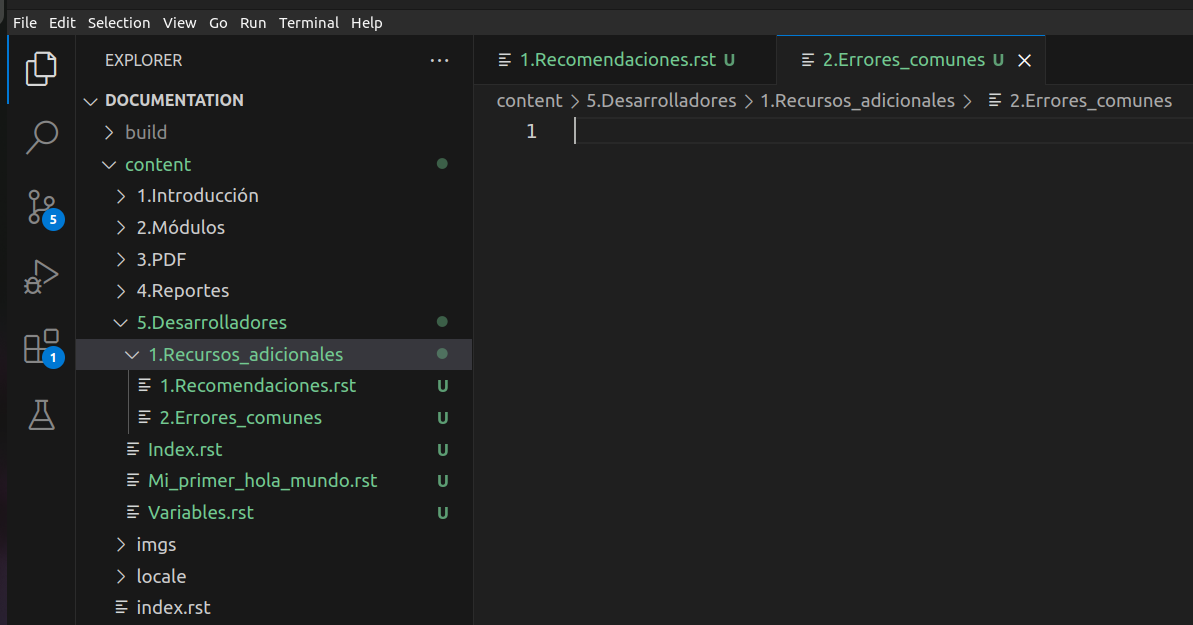 File Edit Selection View Go Run Terminal Help
EXPLORER
DOCUMENTATION
build
content
1.Introducción
2.Módulos
3.PDF
4.Reportes
5.Desarrolladores
1.Recursos_adicionales
1.Recomendaciones.rst U
2.Errores_comunes U
Index.rst U
Mi_primer_hola_mundo.rst U
Variables.rst U
imgs
locale
index.rst
5
1
1.Recomendaciones.rst U
2.Errores_comunes U
content > 5.Desarrolladores > 1.Recursos_adicionales > 2.Errores_comunes
1